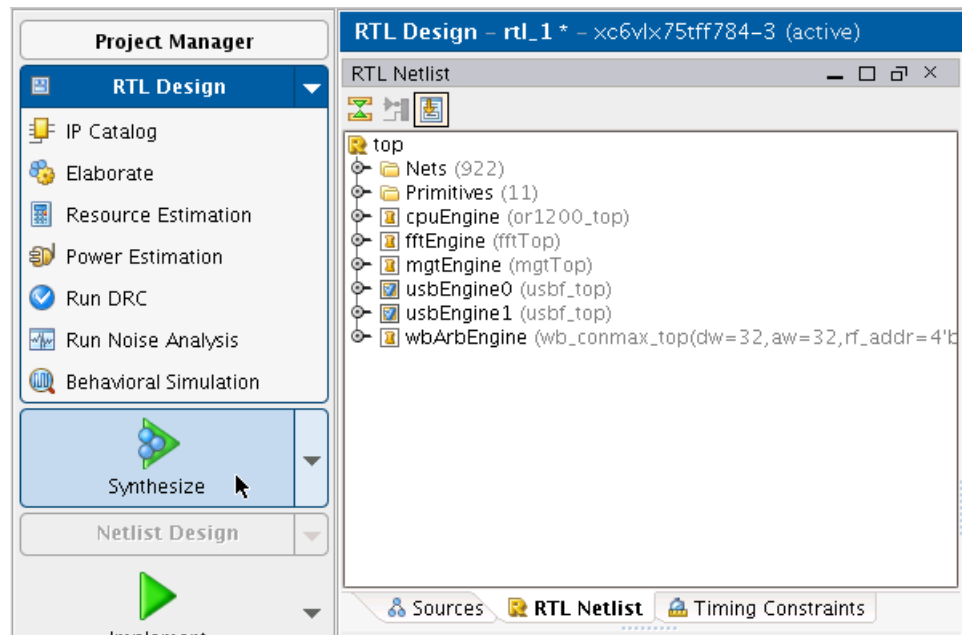 Project Manager
RTL Design
IP Catalog
Elaborate
Resource Estimation
Power Estimation
Run DRC
Run Noise Analysis
Behavioral Simulation
Synthesize
Netlist Design
Implement
RTL Design – rtl_1 * – xc6vlx75tff784–3 (active)
RTL Netlist
top
Nets (922)
Primitives (11)
cpuEngine (or1200_top)
fftEngine (fftTop)
mgtEngine (mgtTop)
usbEngine0 (usbf_top)
usbEngine1 (usbf_top)
wbArbEngine (wb_conmax_top(dw=32,aw=32,rf_addr=4'b
Sources RTL Netlist Timing Constraints